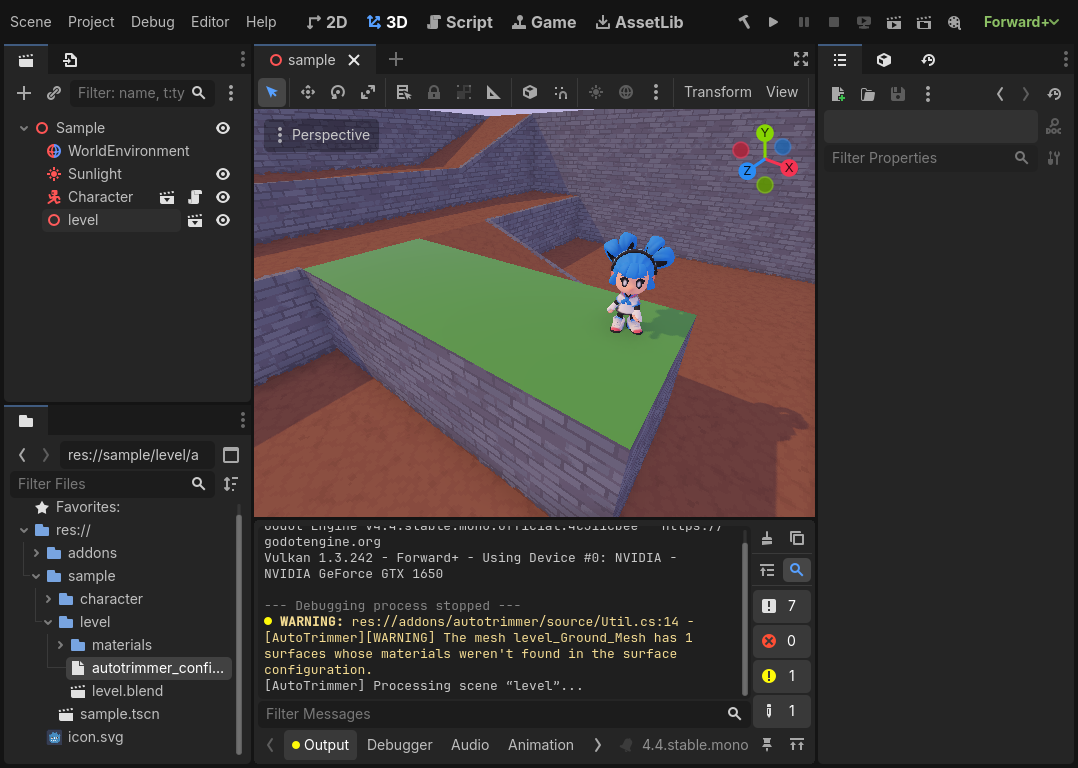 Scene Project Debug Editor Help 2D 3D Script Game AssetLib Forward+
sample
Filter: name, t:ty
Transform View
Sample
WorldEnvironment
Sunlight
Character
level
Perspective
Y
X
Z
DOC
Filter Properties
res://sample/level/a
Filter Files
Favorites:
res://
addons
sample
character
level
materials
autotrimmer_confi...
level.blend
sample.tscn
icon.svg
Godot Engine v4.4.stable.mono.official.4c311cbee - https://
godotengine.org
Vulkan 1.3.242 - Forward+ - Using Device #0: NVIDIA -
NVIDIA GeForce GTX 1650
--- Debugging process stopped ---
WARNING: res://addons/autotrimmer/source/Util.cs:14 -
[AutoTrimmer][WARNING] The mesh level_Ground_Mesh has 1
surfaces whose materials weren't found in the surface
configuration.
[AutoTrimmer] Processing scene “level”...
7
0
1
1
Filter Messages
Output Debugger Audio Animation 4.4.stable.mono